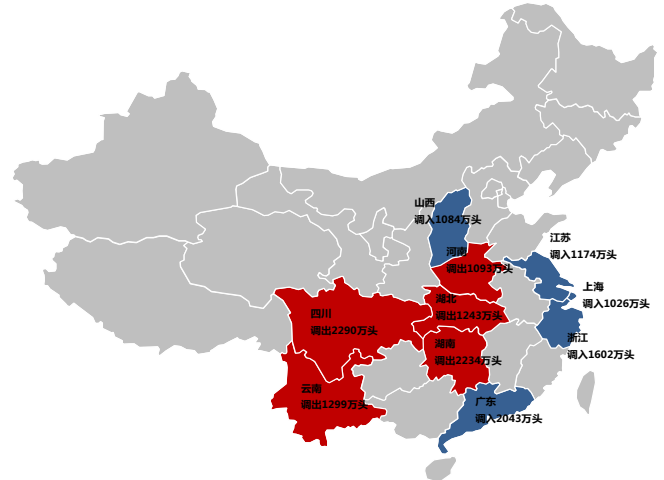 山西
调入1084万头
江苏
调入1174万头
河南
调出1093万头
上海
调入1026万头
湖北
调出1243万头
四川
调出2290万头
浙江
调入1602万头
湖南
调出2234万头
云南
调出1299万头
广东
调入2043万头